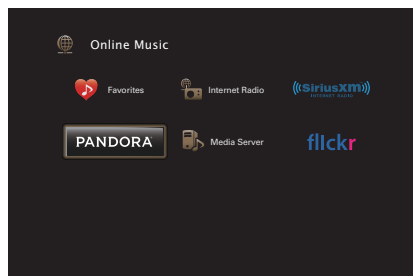 Online Music
Favorites
Internet Radio
((SiriusXM))
INTERNET RADIO
PANDORA
Media Server
flickr